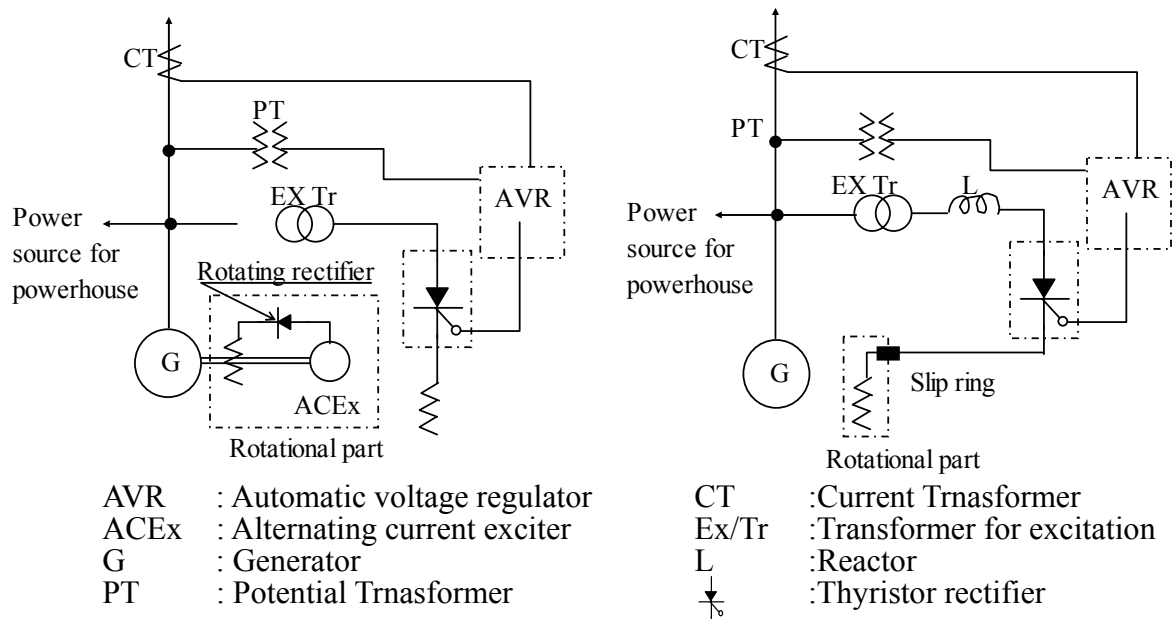 CT
PT
EX Tr
AVR
Power
source for
powerhouse
Rotating rectifier
G
ACEx
Rotational part
CT
PT
EX Tr
L
AVR
Power
source for
powerhouse
G
Slip ring
Rotational part
AVR : Automatic voltage regulator
ACEx : Alternating current exciter
G : Generator
PT : Potential Trnasformer
CT :Current Trnasformer
Ex/Tr :Transformer for excitation
L :Reactor
:Thyristor rectifier